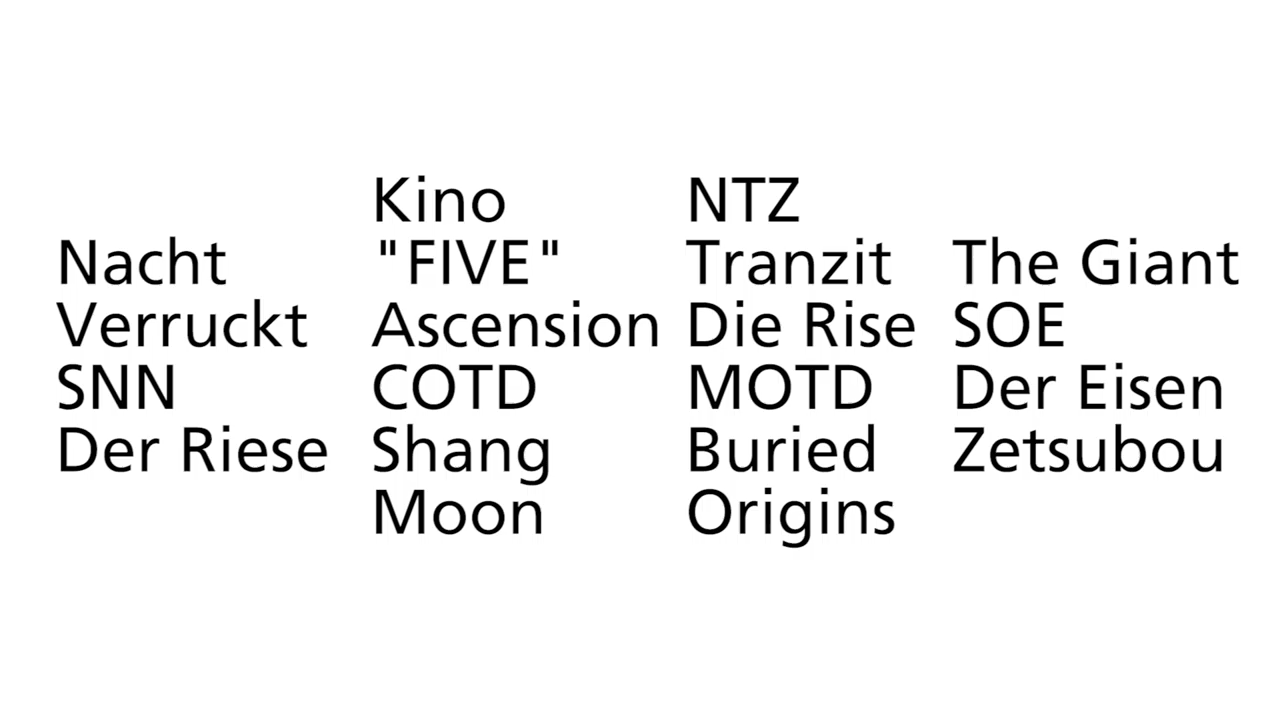 Nacht
Verruckt
SNN
Der Riese
Kino
"FIVE"
Ascension
COTD
Shang
Moon
NTZ
Tranzit
Die Rise
MOTD
Buried
Origins
The Giant
SOE
Der Eisen
Zetsubou